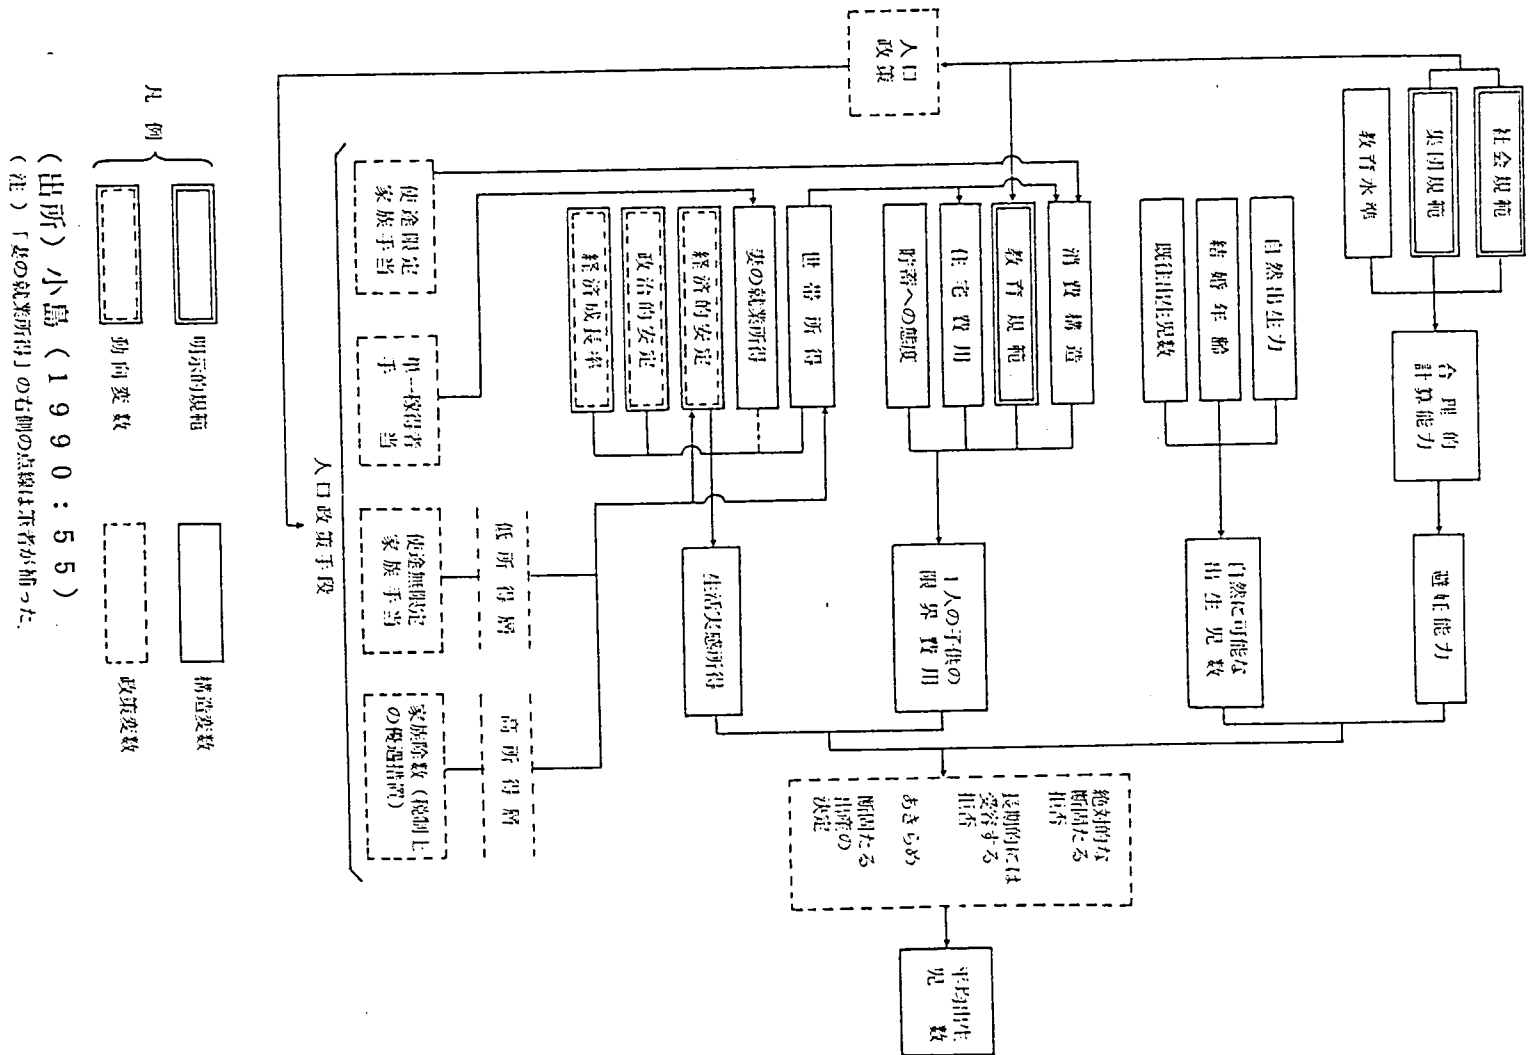 社会規範
集団規範
教育水準
合理的
計算能力
避妊能力
自然出生力
結婚年齢
既往出生児数
自然に可能な
出生児数
消費構造
教育規範
住宅費用
貯蓄への態度
1人の子供の
限界費用
世帯所得
妻の就業所得
経済的安定
政治的安定
経済成長率
生活実感所得
人口
政策
絶対的な
断固たる
拒否
長期的には
受容する
拒否
あきらめ
断固たる
出産の
決定
平均出生
児数
低所得層
高所得層
使途限定
家族手当
単一稼得者
手当
使途無限定
家族手当
家族除数(税制上
の優遇措置)
人口政策手段
凡例
明示的規範
構造変数
動向変数
政策変数
(出所)小島(1990:55)
(注)「妻の就業所得」の右側の点線は筆者が補った。